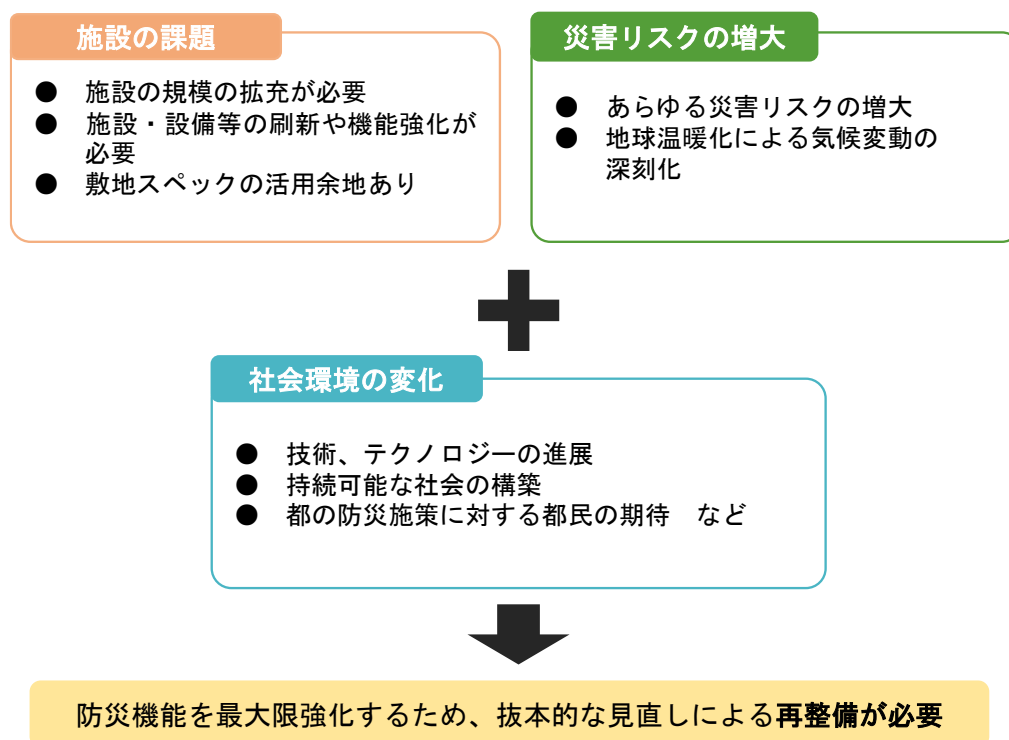 施設の課題
● 施設の規模の拡充が必要
● 施設・設備等の刷新や機能強化が
必要
● 敷地スペックの活用余地あり
災害リスクの増大
● あらゆる災害リスクの増大
● 地球温暖化による気候変動の
深刻化
社会環境の変化
● 技術、テクノロジーの進展
● 持続可能な社会の構築
● 都の防災施策に対する都民の期待　など
防災機能を最大限強化するため、抜本的な見直しによる再整備が必要